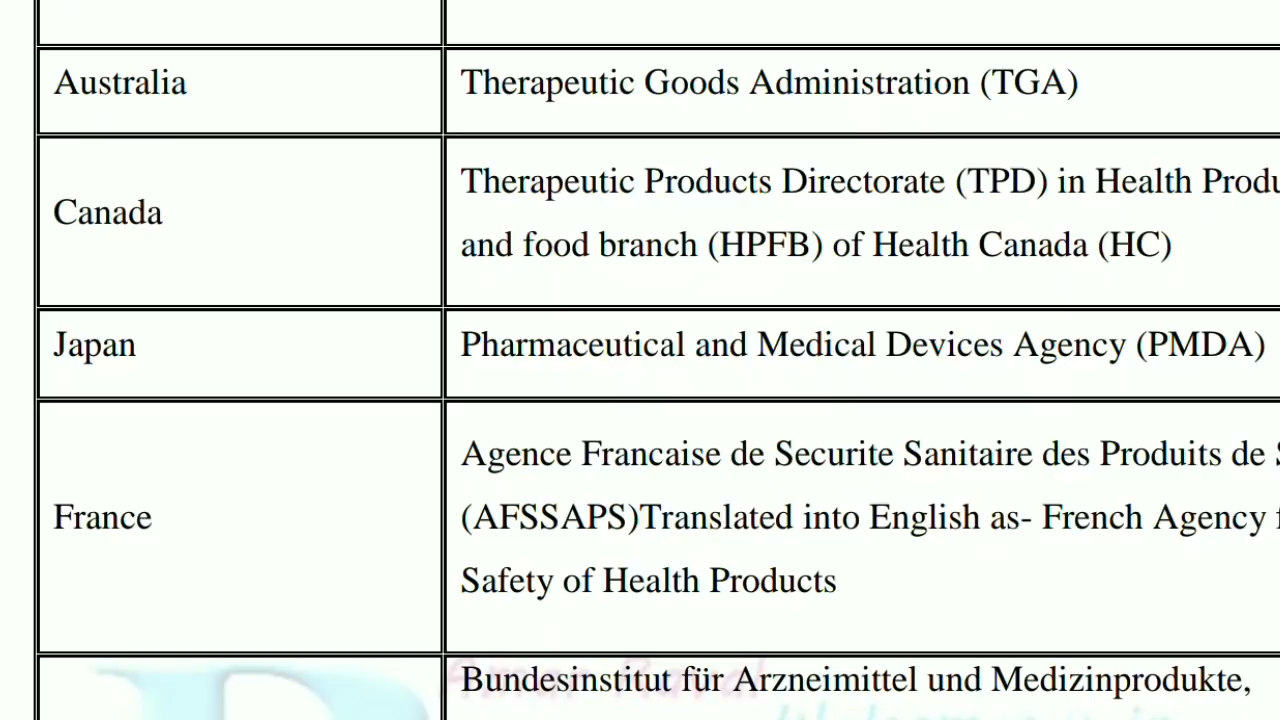 Australia
Therapeutic Goods Administration (TGA)
Therapeutic Products Directorate (TPD) in Health Produ
Canada
and food branch (HPFB) of Health Canada (HC)
Japan
Pharmaceutical and Medical Devices Agency (PMDA)
Agence Francaise de Securite Sanitaire des Produits de S
France
(AFSSAPS)Translated into English as- French Agency f
Safety of Health Products
Amar Raval
Bundesinstitut für Arzneimittel und Medizinprodukte,